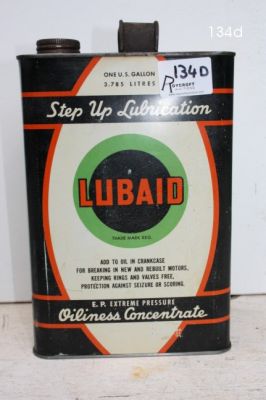 134d
ONE U.S. GALLON
3.785 LITRES
134D
ROYCROFT
Step Up Lubrication
LUBAID
TRADE MARK REG.
ADD TO OIL IN CRANKCASE
FOR BREAKING IN NEW AND REBUILT MOTORS,
KEEPING RINGS AND VALVES FREE,
PROTECTION AGAINST SEIZURE OR SCORING.
E.P. EXTREME PRESSURE
Oiliness Concentrate